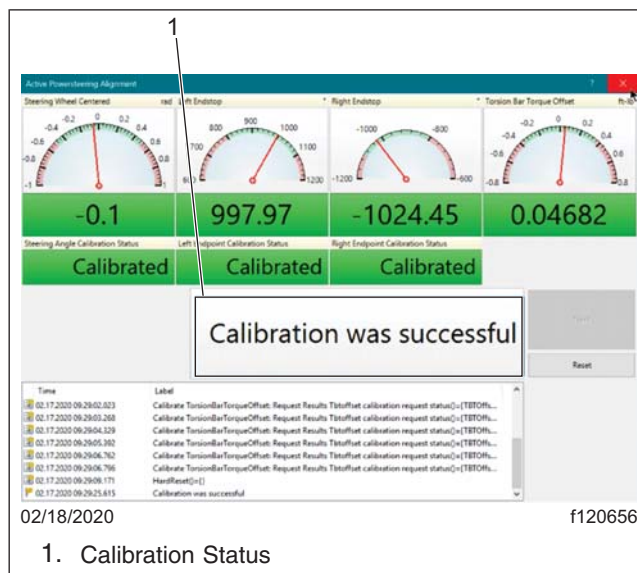 1
Active Powersteering Alignment ?
Steering Wheel Centered rad
Left Endstop °
Right Endstop °
Torsion Bar Torque Offset ft-lb
-1 -0.8 -0.6 -0.4 -0.2 0 0.2 0.4 0.6 0.8 1
600 700 800 900 1000 1100 1200
-1200 -1000 -800 -600
-0.8 -0.6 -0.4 -0.2 0 0.2 0.4 0.6 0.8
-0.1
997.97
-1024.45
0.04682
Steering Angle Calibration Status
Left Endpoint Calibration Status
Right Endpoint Calibration Status
Calibrated
Calibrated
Calibrated
Calibration was successful
Reset
Time Label
02.17.2020 09:29:02.023 Calibrate TorsionBarTorqueOffset: Request Results Tbtoffset calibration request status()={TBTOffs...
02.17.2020 09:29:03.268 Calibrate TorsionBarTorqueOffset: Request Results Tbtoffset calibration request status()={TBTOffs...
02.17.2020 09:29:04.329 Calibrate TorsionBarTorqueOffset: Request Results Tbtoffset calibration request status()={TBTOffs...
02.17.2020 09:29:05.392 Calibrate TorsionBarTorqueOffset: Request Results Tbtoffset calibration request status()={TBTOffs...
02.17.2020 09:29:06.762 Calibrate TorsionBarTorqueOffset: Request Results Tbtoffset calibration request status()={TBTOffs...
02.17.2020 09:29:06.796 Calibrate TorsionBarTorqueOffset: Request Results Tbtoffset calibration request status()={TBTOffs...
02.17.2020 09:29:09.171 HardReset()={}
02.17.2020 09:29:25.615 Calibration was successful
02/18/2020 f120656
1. Calibration Status